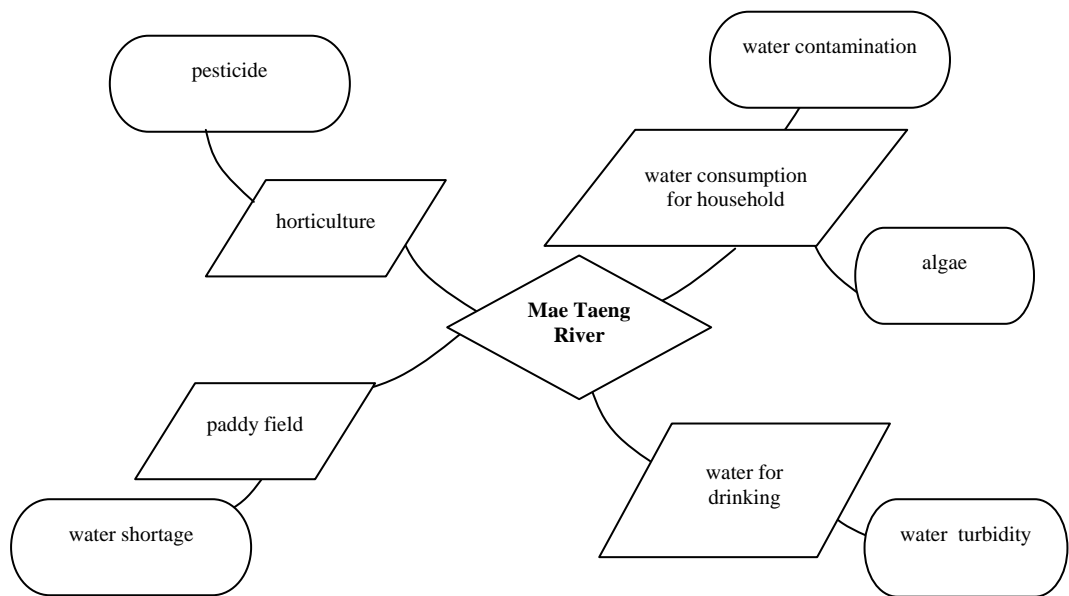 water contamination
pesticide
water consumption
for household
horticulture
algae
Mae Taeng
River
paddy field
water for
drinking
water shortage
water turbidity